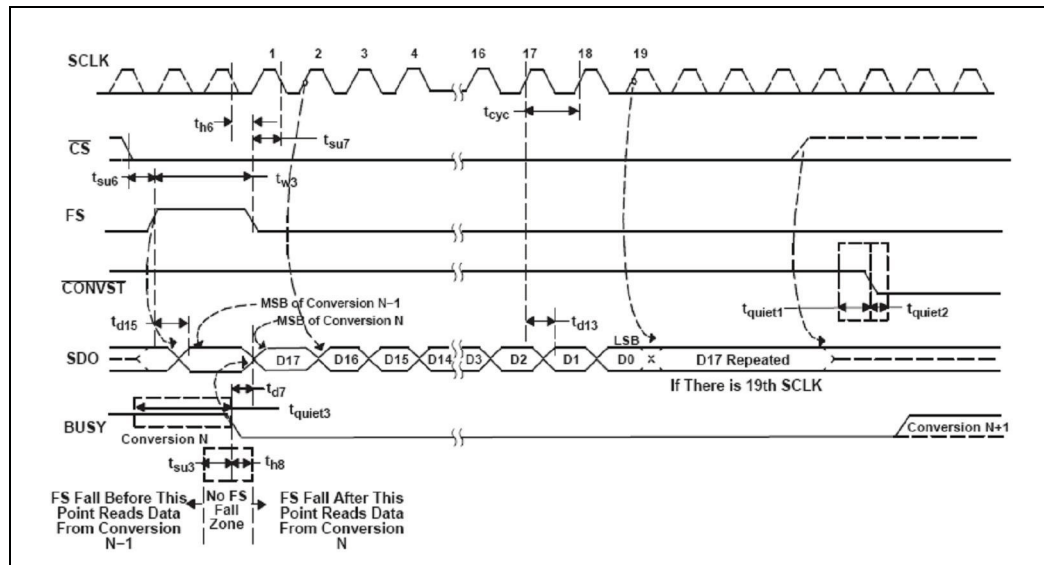 1 2 3 4 16 17 18 19
SCLK
th6
tcyc
tsu7
CS
tsu6
tw3
FS
CONVST
MSB of Conversion N−1
tquiet1
tquiet2
td15
MSB of Conversion N
td13
LSB
SDO
D17 D16 D15 D14 D3 D2 D1 D0 x D17 Repeated
td7
If There is 19th SCLK
tquiet3
BUSY
Conversion N
Conversion N+1
tsu3
th8
FS Fall Before This
Point Reads Data
From Conversion
N−1
No FS
Fall
Zone
FS Fall After This
Point Reads Data
From Conversion
N